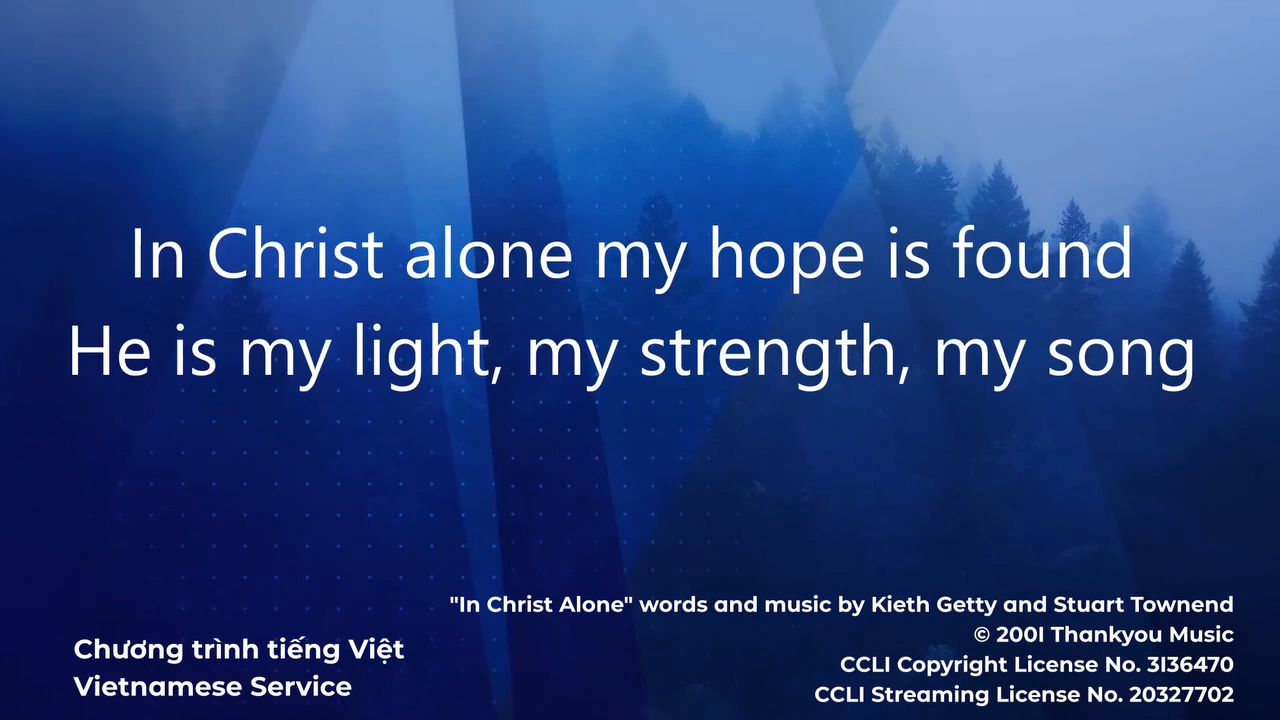 In Christ alone my hope is found
He is my light, my strength, my song
"In Christ Alone" words and music by Kieth Getty and Stuart Townend
© 2001 Thankyou Music
CCLI Copyright License No. 3136470
CCLI Streaming License No. 20327702
Chương trình tiếng Việt
Vietnamese Service